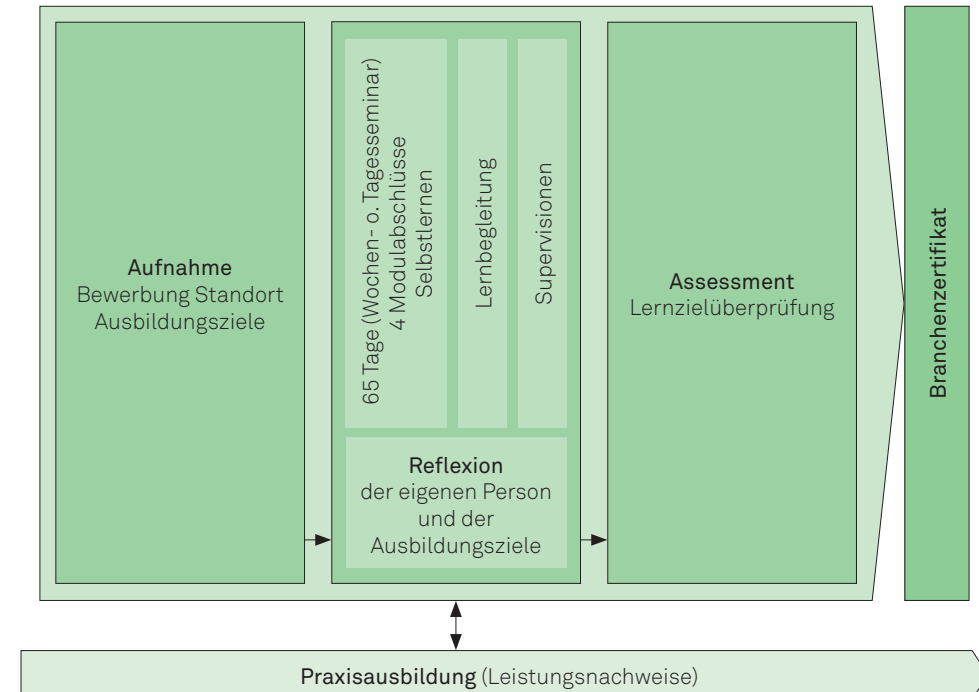 Aufnahme
Bewerbung Standort
Ausbildungsziele
65 Tage (Wochen- o. Tagesseminar)
4 Modulabschlüsse
Selbstlernen
Lernbegleitung
Supervisionen
Reflexion
der eigenen Person
und der
Ausbildungsziele
Assessment
Lernzielüberprüfung
Branchenzertifikat
Praxisausbildung (Leistungsnachweise)